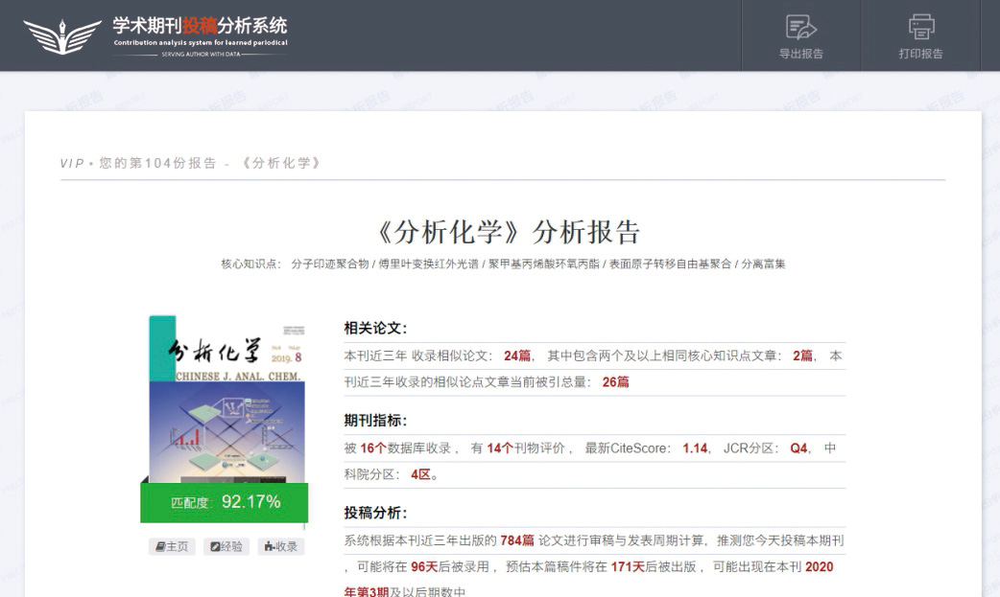 学术期刊投稿分析系统
Contribution analysis system for learned periodical
SERVING AUTHOR WITH DATA
导出报告
打印报告
VIP • 您的第104份报告 - 《分析化学》
《分析化学》分析报告
核心知识点： 分子印迹聚合物 / 傅里叶变换红外光谱 / 聚甲基丙烯酸环氧丙酯 / 表面原子转移自由基聚合 / 分离富集
分析化学
2019. 8
CHINESE J. ANAL. CHEM.
匹配度: 92.17%
主页
经验
收录
相关论文：
本刊近三年 收录相似论文： 24篇， 其中包含两个及以上相同核心知识点文章： 2篇， 本
刊近三年收录的相似论点文章当前被引总量： 26篇
期刊指标：
被 16个数据库收录， 有 14个刊物评价， 最新CiteScore： 1.14， JCR分区： Q4， 中
科院分区： 4区。
投稿分析：
系统根据本刊近三年出版的 784篇 论文进行审稿与发表周期计算，推测您今天投稿本期刊
，可能将在 96天后被录用，预估本篇稿件将在 171天后被出版，可能出现在本刊 2020
年第3期及以后期数中